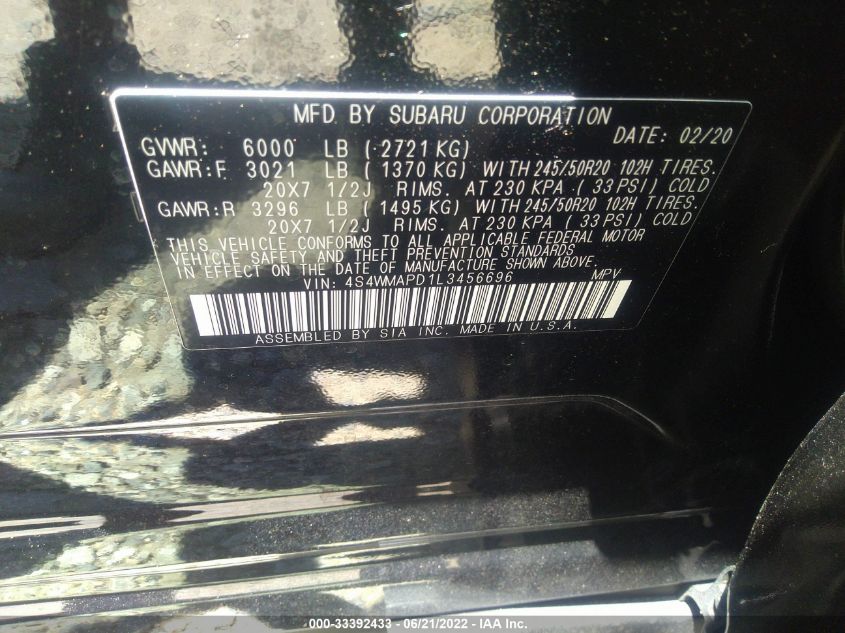 MFD. BY SUBARU CORPORATION
DATE: 02/20
GVWR: 6000 LB ( 2721 KG)
GAWR:F 3021 LB ( 1370 KG) WITH 245/50R20 102H TIRES.
20X7 1/2J RIMS. AT 230 KPA ( 33 PSI) COLD
GAWR:R 3296 LB ( 1495 KG) WITH 245/50R20 102H TIRES.
20X7 1/2J RIMS. AT 230 KPA ( 33 PSI) COLD
THIS VEHICLE CONFORMS TO ALL APPLICABLE FEDERAL MOTOR
VEHICLE SAFETY AND THEFT PREVENTION STANDARDS
IN EFFECT ON THE DATE OF MANUFACTURE SHOWN ABOVE.
VIN: 4S4WMAPD1L3456696 MPV
ASSEMBLED BY SIA INC. MADE IN U.S.A.
000-33392433 - 06/21/2022 - IAA Inc.